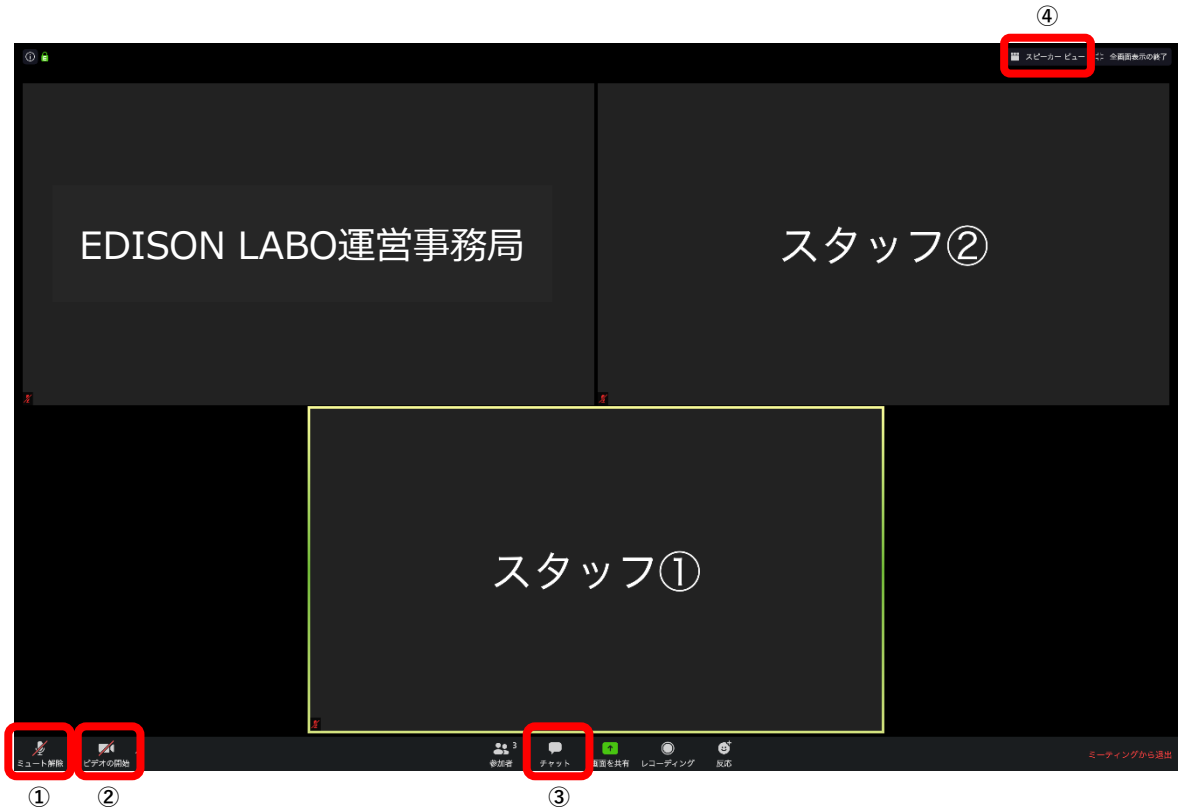 ④
スピーカー ビュー 全画面表示の終了
EDISON LABO運営事務局
スタッフ②
スタッフ①
ミュート解除 ビデオの開始 参加者 3 チャット 画面を共有 レコーディング 反応 ミーティングから退出
① ② ③